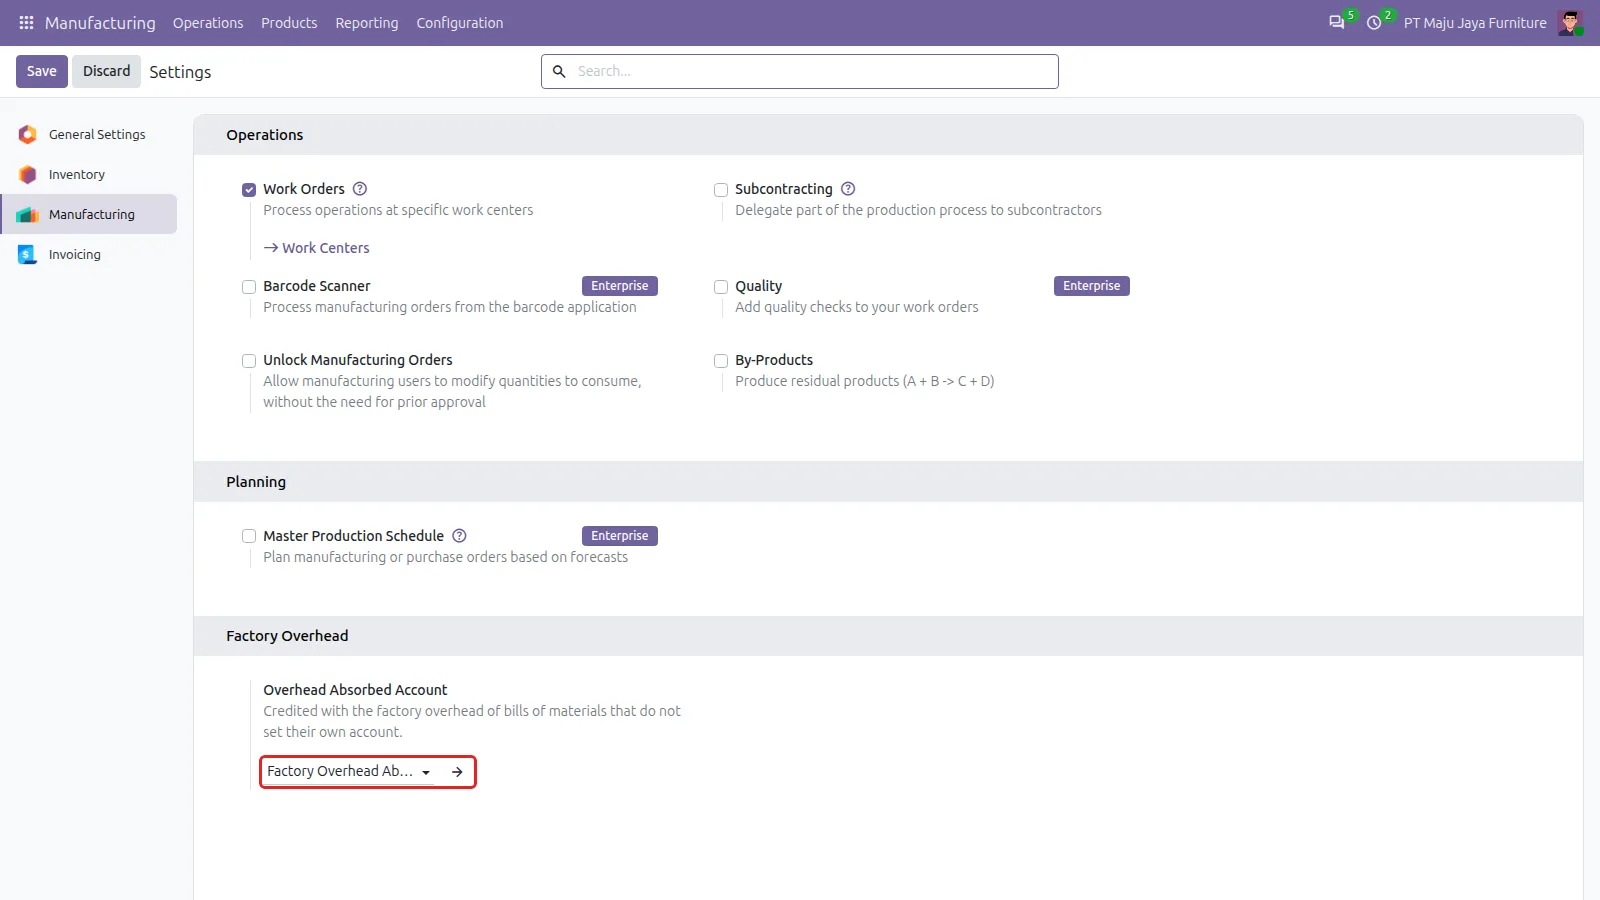 Manufacturing Operations Products Reporting Configuration 5 2 PT Maju Jaya Furniture
Save Discard Settings Search...
General Settings
Inventory
Manufacturing
Invoicing
Operations
Work Orders ?
Process operations at specific work centers
→ Work Centers
Subcontracting ?
Delegate part of the production process to subcontractors
Barcode Scanner Enterprise
Process manufacturing orders from the barcode application
Quality Enterprise
Add quality checks to your work orders
Unlock Manufacturing Orders
Allow manufacturing users to modify quantities to consume,
without the need for prior approval
By-Products
Produce residual products (A + B -> C + D)
Planning
Master Production Schedule ? Enterprise
Plan manufacturing or purchase orders based on forecasts
Factory Overhead
Overhead Absorbed Account
Credited with the factory overhead of bills of materials that do not
set their own account.
Factory Overhead Ab... →